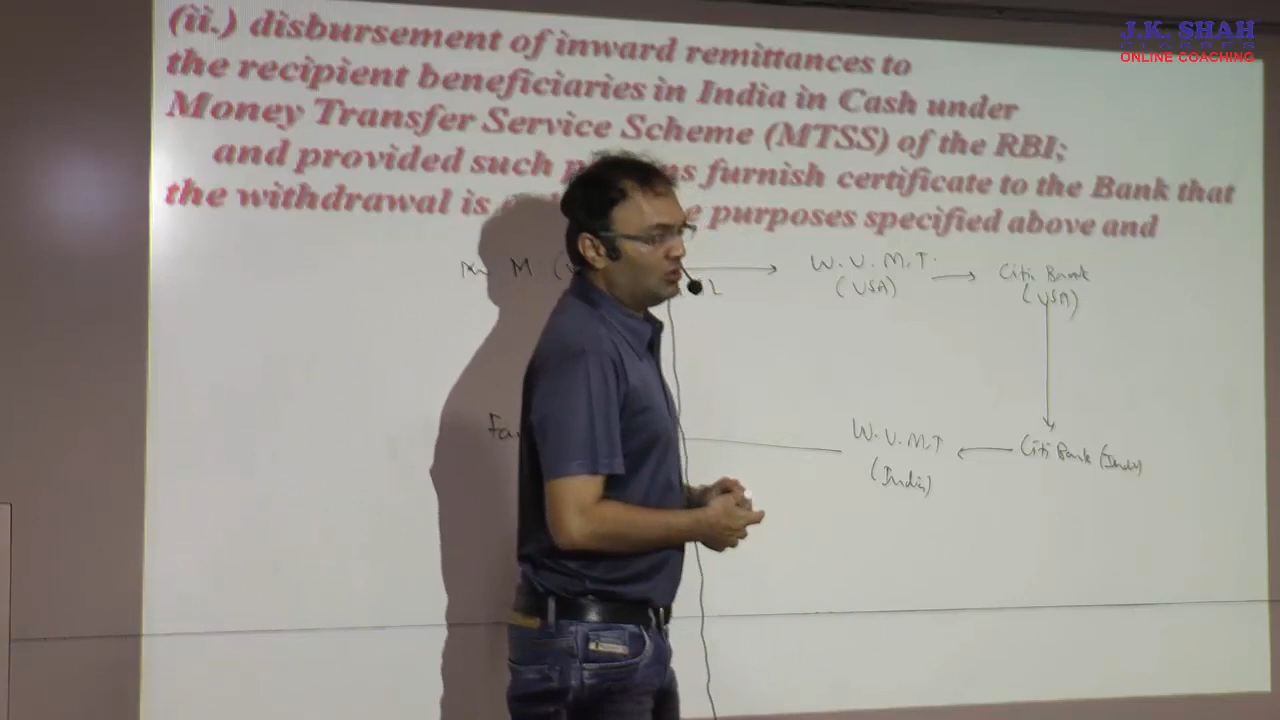 J.K. SHAH
CLASSES
ONLINE COACHING
(ii.) disbursement of inward remittances to
the recipient beneficiaries in India in Cash under
Money Transfer Service Scheme (MTSS) of the RBI;
and provided such furnish certificate to the Bank that
the withdrawal is purposes specified above and
M W.U.M.T. Citi Bank
(USA) (USA)
W.U.M.T Citi Bank (India)
(India)